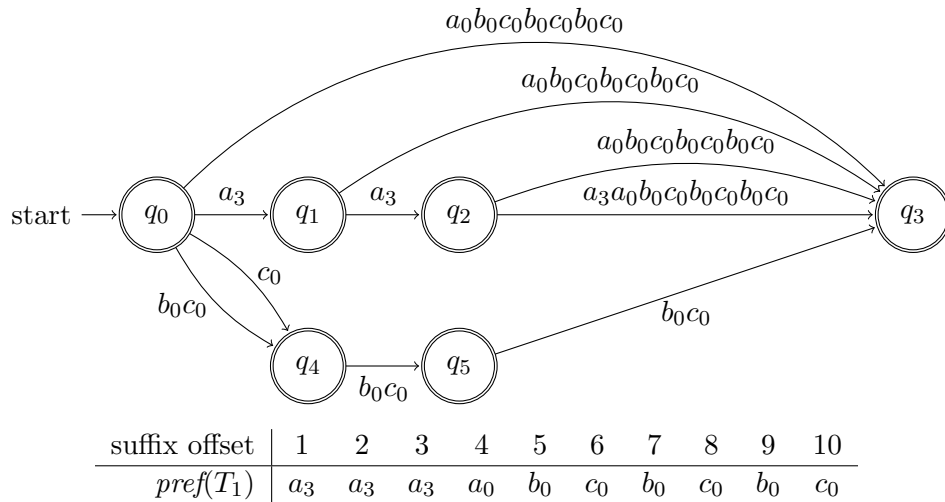 a₀b₀c₀b₀c₀b₀c₀
a₀b₀c₀b₀c₀b₀c₀
a₀b₀c₀b₀c₀b₀c₀
a₃a₀b₀c₀b₀c₀b₀c₀
start q₀ a₃ q₁ a₃ q₂ q₃
c₀
b₀c₀
b₀c₀
q₄ q₅
b₀c₀
suffix offset 1 2 3 4 5 6 7 8 9 10
pref(T₁) a₃ a₃ a₃ a₀ b₀ c₀ b₀ c₀ b₀ c₀